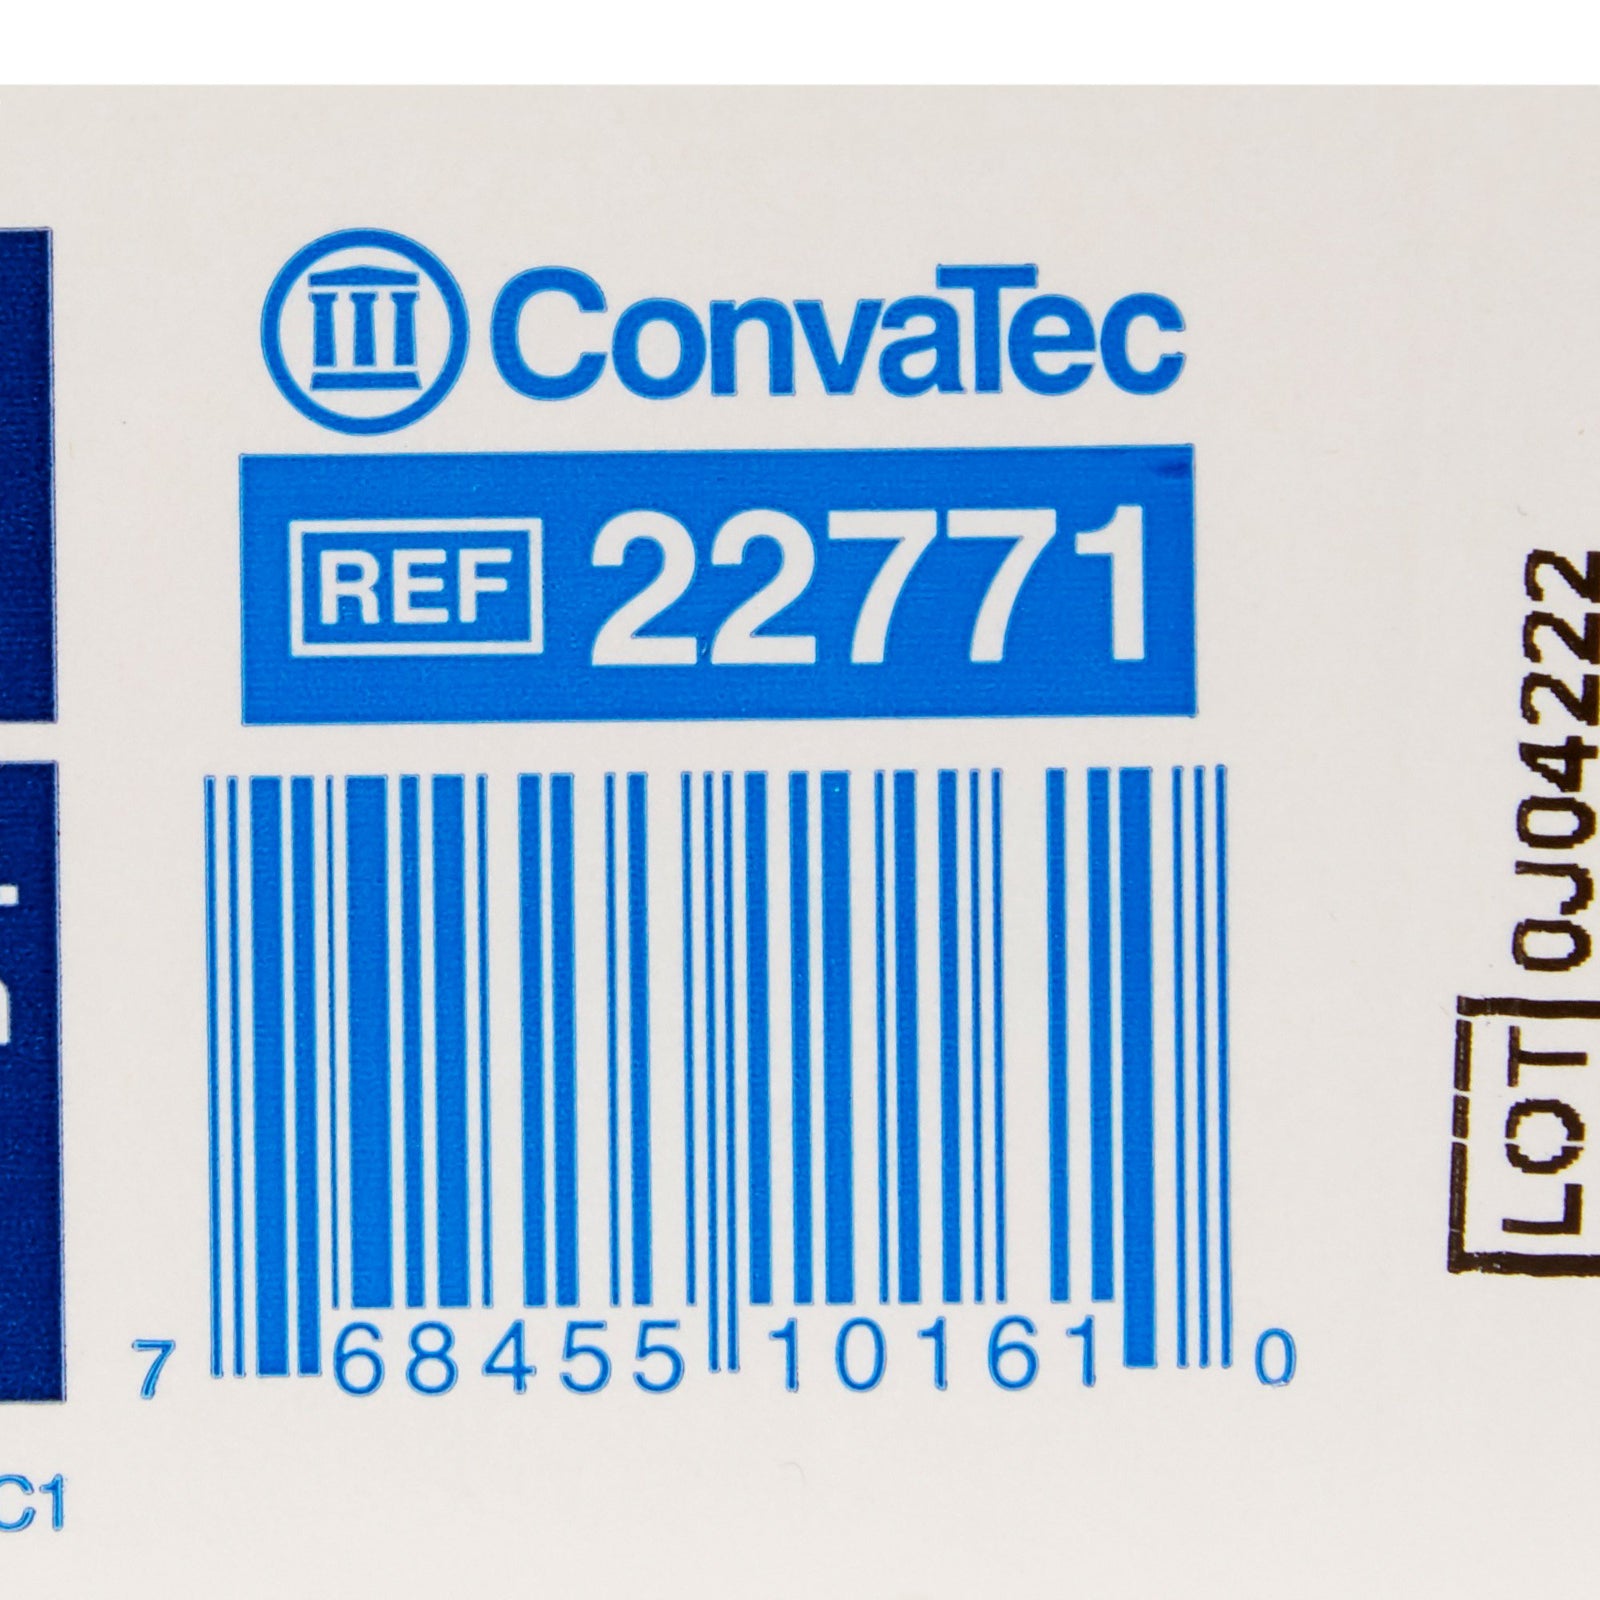 ConvaTec
REF 22771
7 68455 10161 0
C1
LOT 0J04222